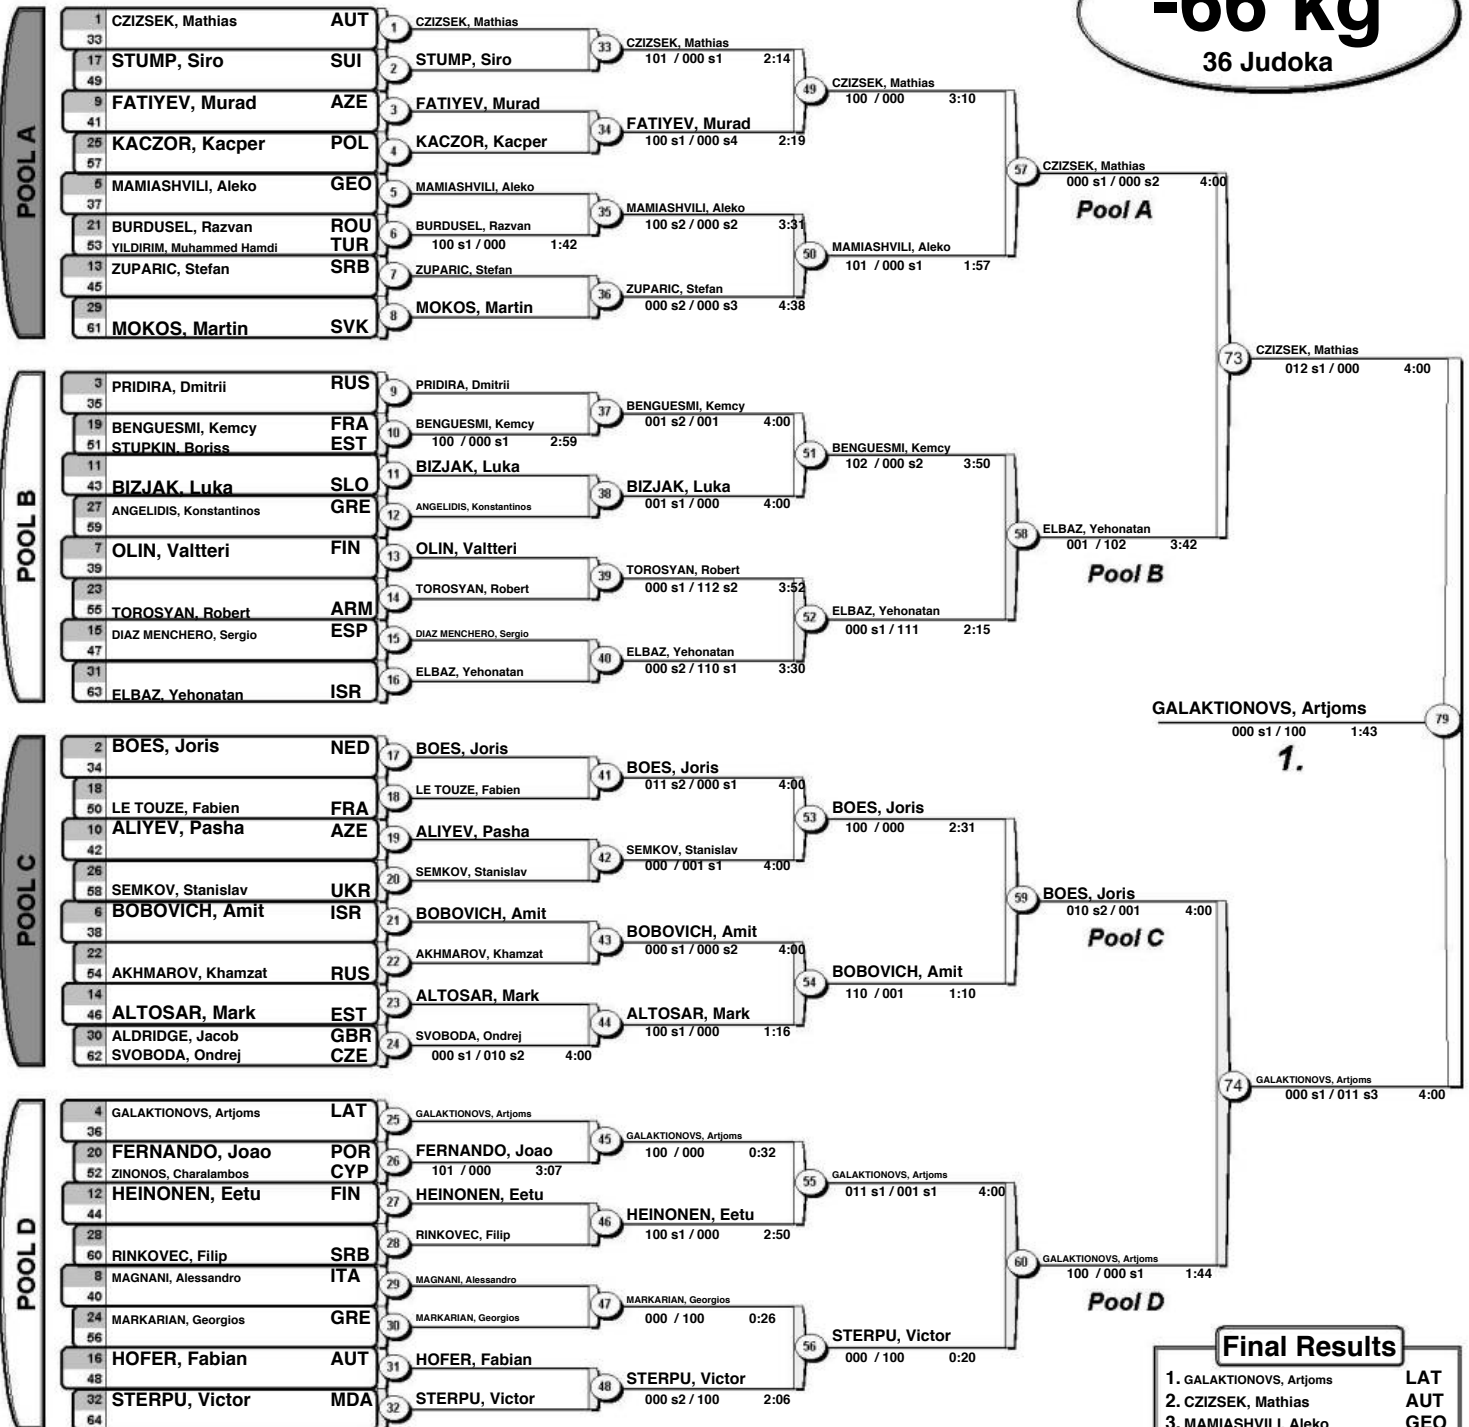 -66 kg
36 Judoka
POOL A
1 CZIZSEK, Mathias AUT
33
17 STUMP, Siro SUI
49
9 FATIYEV, Murad AZE
41
25 KACZOR, Kacper POL
57
5 MAMIASHVILI, Aleko GEO
37
21 BURDUSEL, Razvan ROU
53 YILDIRIM, Muhammed Hamdi TUR
13 ZUPARIC, Stefan SRB
45
29
61 MOKOS, Martin SVK
1 CZIZSEK, Mathias
2 STUMP, Siro
3 FATIYEV, Murad
4 KACZOR, Kacper
5 MAMIASHVILI, Aleko
6 BURDUSEL, Razvan
100 s1 / 000 1:42
7 ZUPARIC, Stefan
8 MOKOS, Martin
33 CZIZSEK, Mathias
101 / 000 s1 2:14
34 FATIYEV, Murad
100 s1 / 000 s4 2:19
35 MAMIASHVILI, Aleko
100 s2 / 000 s2 3:31
36 ZUPARIC, Stefan
000 s2 / 000 s3 4:38
49 CZIZSEK, Mathias
100 / 000 3:10
50 MAMIASHVILI, Aleko
101 / 000 s1 1:57
57 CZIZSEK, Mathias
000 s1 / 000 s2 4:00
Pool A
POOL B
3 PRIDIRA, Dmitrii RUS
35
19 BENGUESMI, Kemcy FRA
51 STUPKIN, Boriss EST
11
43 BIZJAK, Luka SLO
27 ANGELIDIS, Konstantinos GRE
59
7 OLIN, Valtteri FIN
39
23
55 TOROSYAN, Robert ARM
15 DIAZ MENCHERO, Sergio ESP
47
31
63 ELBAZ, Yehonatan ISR
9 PRIDIRA, Dmitrii
10 BENGUESMI, Kemcy
100 / 000 s1 2:59
11 BIZJAK, Luka
12 ANGELIDIS, Konstantinos
13 OLIN, Valtteri
14 TOROSYAN, Robert
15 DIAZ MENCHERO, Sergio
16 ELBAZ, Yehonatan
37 BENGUESMI, Kemcy
001 s2 / 001 4:00
38 BIZJAK, Luka
001 s1 / 000 4:00
39 TOROSYAN, Robert
000 s1 / 112 s2 3:52
40 ELBAZ, Yehonatan
000 s2 / 110 s1 3:30
51 BENGUESMI, Kemcy
102 / 000 s2 3:50
52 ELBAZ, Yehonatan
000 s1 / 111 2:15
58 ELBAZ, Yehonatan
001 / 102 3:42
Pool B
73 CZIZSEK, Mathias
012 s1 / 000 4:00
GALAKTIONOVS, Artjoms 79
000 s1 / 100 1:43
1.
POOL C
2 BOES, Joris NED
34
18
50 LE TOUZE, Fabien FRA
10 ALIYEV, Pasha AZE
42
26
58 SEMKOV, Stanislav UKR
6 BOBOVICH, Amit ISR
38
22
54 AKHMAROV, Khamzat RUS
14
46 ALTOSAR, Mark EST
30 ALDRIDGE, Jacob GBR
62 SVOBODA, Ondrej CZE
17 BOES, Joris
18 LE TOUZE, Fabien
19 ALIYEV, Pasha
20 SEMKOV, Stanislav
21 BOBOVICH, Amit
22 AKHMAROV, Khamzat
23 ALTOSAR, Mark
24 SVOBODA, Ondrej
000 s1 / 010 s2 4:00
41 BOES, Joris
011 s2 / 000 s1 4:00
42 SEMKOV, Stanislav
000 / 001 s1 4:00
43 BOBOVICH, Amit
000 s1 / 000 s2 4:00
44 ALTOSAR, Mark
100 s1 / 000 1:16
53 BOES, Joris
100 / 000 2:31
54 BOBOVICH, Amit
110 / 001 1:10
59 BOES, Joris
010 s2 / 001 4:00
Pool C
74 GALAKTIONOVS, Artjoms
000 s1 / 011 s3 4:00
POOL D
4 GALAKTIONOVS, Artjoms LAT
36
20 FERNANDO, Joao POR
52 ZINONOS, Charalambos CYP
12 HEINONEN, Eetu FIN
44
28
60 RINKOVEC, Filip SRB
8 MAGNANI, Alessandro ITA
40
24 MARKARIAN, Georgios GRE
56
16 HOFER, Fabian AUT
48
32 STERPU, Victor MDA
64
25 GALAKTIONOVS, Artjoms
26 FERNANDO, Joao
101 / 000 3:07
27 HEINONEN, Eetu
28 RINKOVEC, Filip
29 MAGNANI, Alessandro
30 MARKARIAN, Georgios
31 HOFER, Fabian
32 STERPU, Victor
45 GALAKTIONOVS, Artjoms
100 / 000 0:32
46 HEINONEN, Eetu
100 s1 / 000 2:50
47 MARKARIAN, Georgios
000 / 100 0:26
48 STERPU, Victor
000 s2 / 100 2:06
55 GALAKTIONOVS, Artjoms
011 s1 / 001 s1 4:00
56 STERPU, Victor
000 / 100 0:20
60 GALAKTIONOVS, Artjoms
100 / 000 s1 1:44
Pool D
Final Results
1. GALAKTIONOVS, Artjoms LAT
2. CZIZSEK, Mathias AUT
3. MAMIASHVILI, Aleko GEO